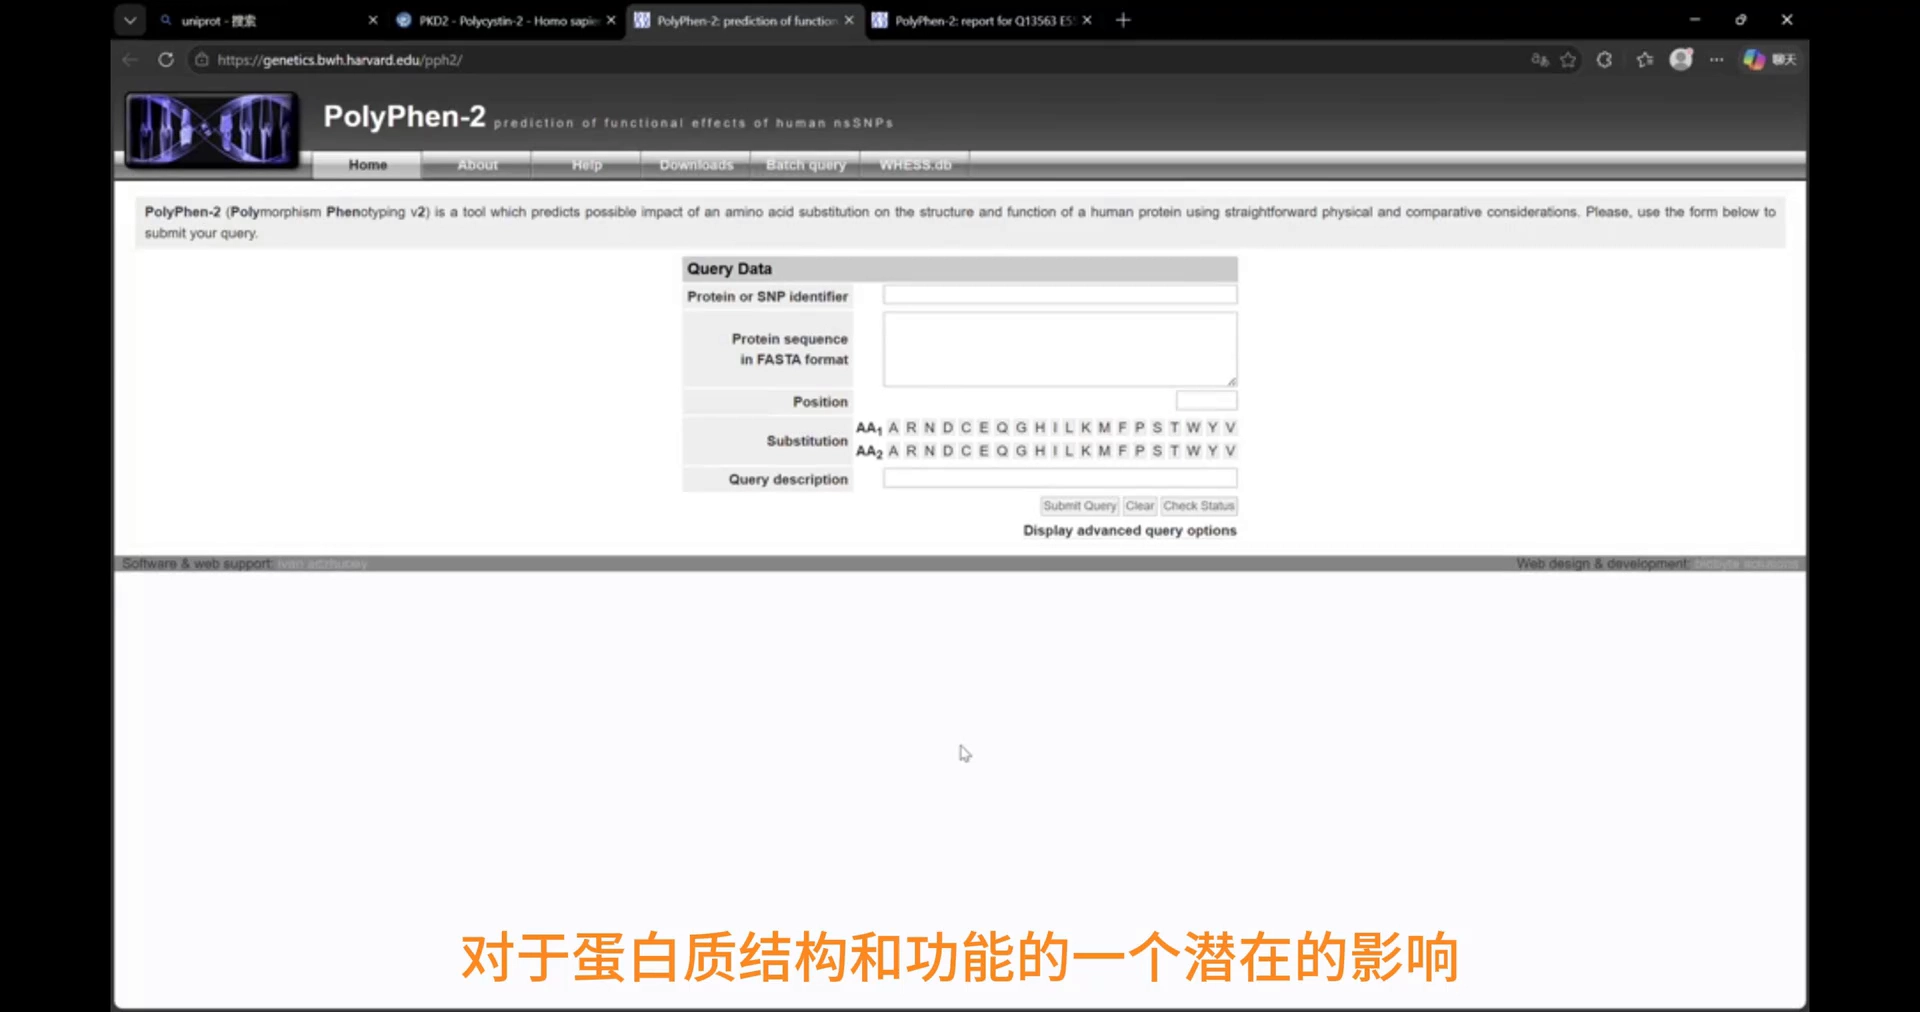 uniprot - 搜索
PKD2 - Polycystin-2 - Homo sapie
PolyPhen-2: prediction of function
PolyPhen-2: report for Q13563 E5
https://genetics.bwh.harvard.edu/pph2/
聊天
PolyPhen-2 prediction of functional effects of human nsSNPs
Home About Help Downloads Batch query WHESS.db
PolyPhen-2 (Polymorphism Phenotyping v2) is a tool which predicts possible impact of an amino acid substitution on the structure and function of a human protein using straightforward physical and comparative considerations. Please, use the form below to
submit your query.
Query Data
Protein or SNP identifier
Protein sequence
in FASTA format
Position
Substitution
AA1 A R N D C E Q G H I L K M F P S T W Y V
AA2 A R N D C E Q G H I L K M F P S T W Y V
Query description
Submit Query Clear Check Status
Display advanced query options
Software & web support: ivan adzhubey
Web design & development: biobyte solutions
对于蛋白质结构和功能的一个潜在的影响